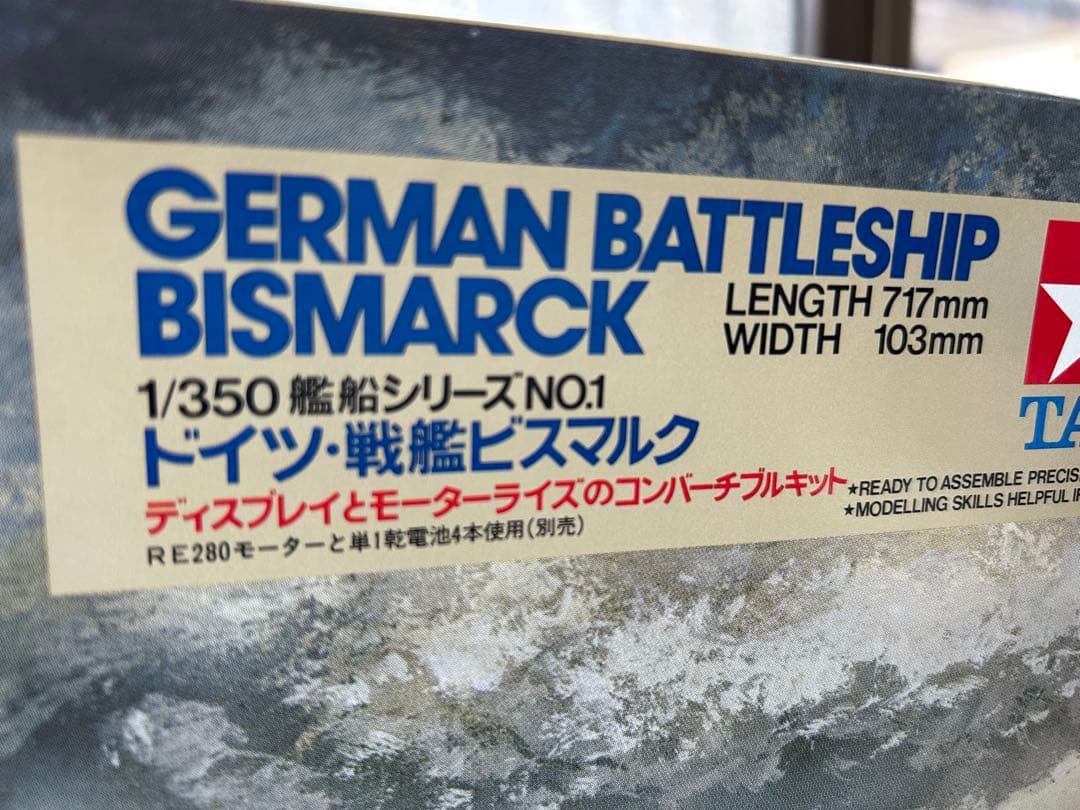 GERMAN BATTLESHIP
BISMARCK
LENGTH 717mm
WIDTH 103mm
1/350 艦船シリーズNO.1
ドイツ・戦艦ビスマルク
ディスプレイとモーターライズのコンバーチブルキット
RE280モーターと単1乾電池4本使用(別売)
★READY TO ASSEMBLE PRECIS
★MODELLING SKILLS HELPFUL I
TA